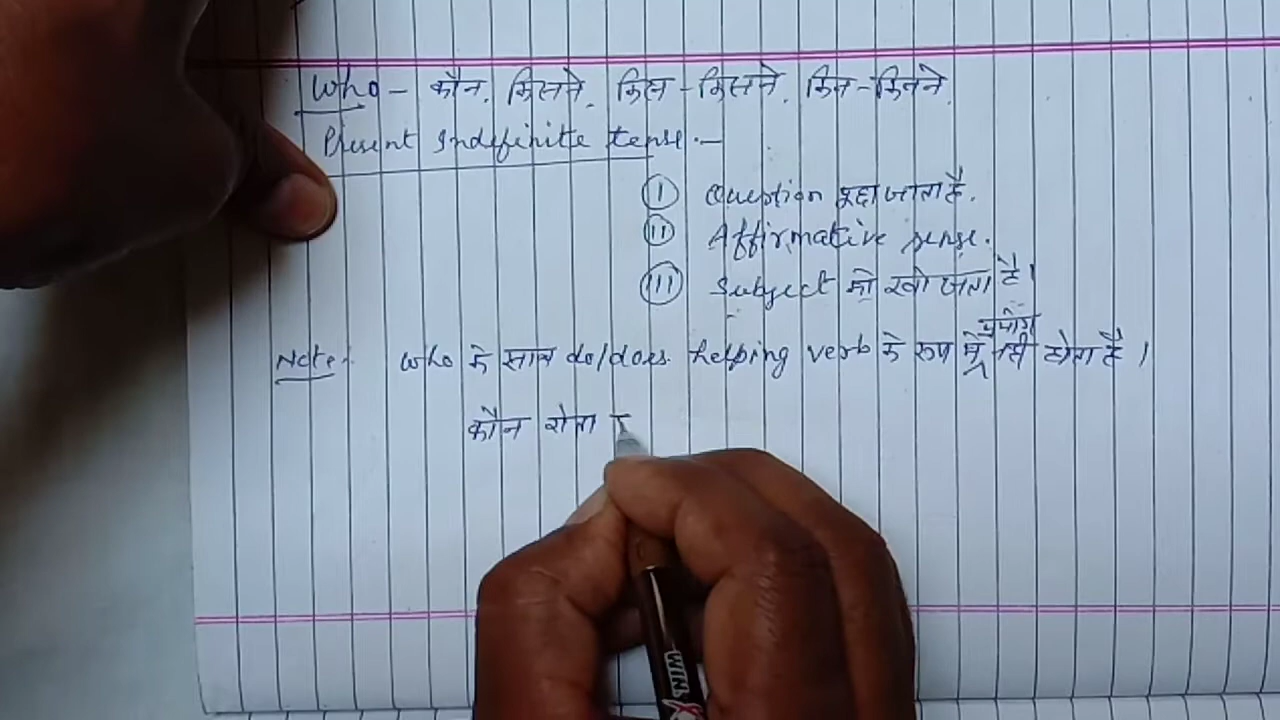 Who – कौन, किसने, किस-किसने, किन-किनने
Present Indefinite tense :–
(I) Question पूछा जाता है.
(II) Affirmative sense.
(III) Subject को खो जाता है।
प्रयोग
Note:- Who के साथ do/does helping verb के रूप में नहीं होता है।
कौन रोता
WIN